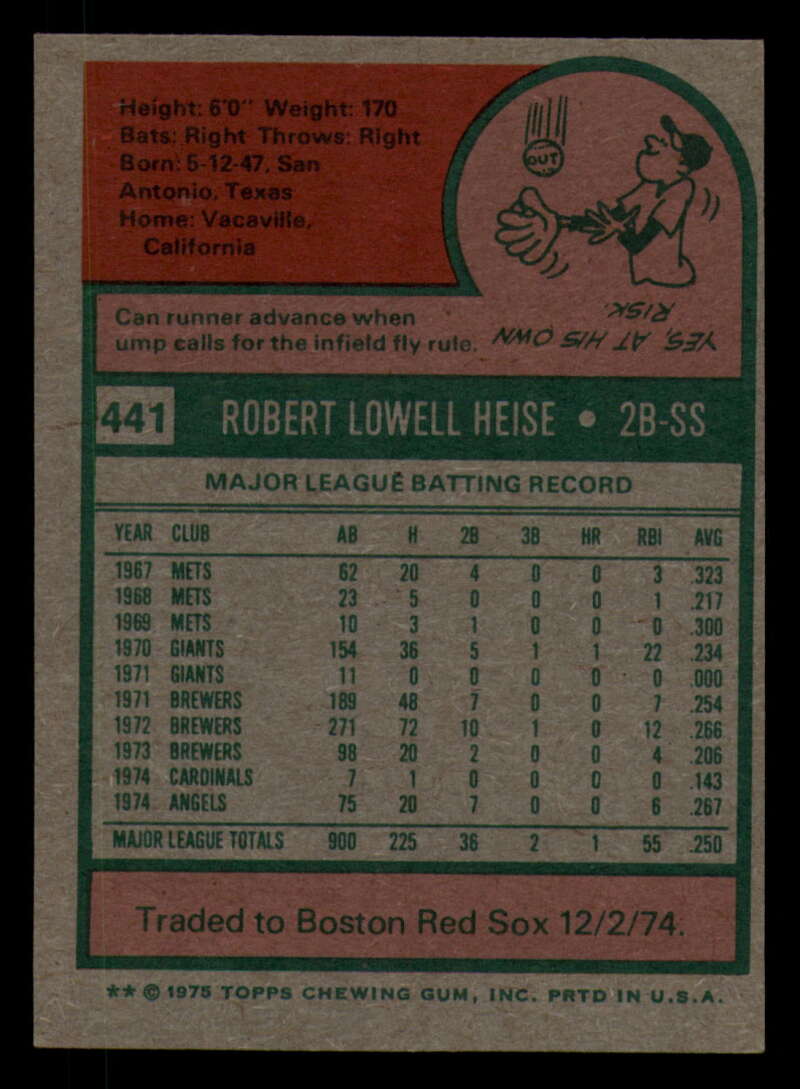 Height: 6'0" Weight: 170
Bats: Right Throws: Right
Born: 5-12-47, San
Antonio, Texas
Home: Vacaville,
California
OUT
Can runner advance when
ump calls for the infield fly rule.
YES, AT HIS OWN
RISK.
441 ROBERT LOWELL HEISE • 2B-SS
MAJOR LEAGUE BATTING RECORD
YEAR CLUB AB H 2B 3B HR RBI AVG
1967 METS 62 20 4 0 0 3 .323
1968 METS 23 5 0 0 0 1 .217
1969 METS 10 3 1 0 0 0 .300
1970 GIANTS 154 36 5 1 1 22 .234
1971 GIANTS 11 0 0 0 0 0 .000
1971 BREWERS 189 48 7 0 0 7 .254
1972 BREWERS 271 72 10 1 0 12 .266
1973 BREWERS 98 20 2 0 0 4 .206
1974 CARDINALS 7 1 0 0 0 0 .143
1974 ANGELS 75 20 7 0 0 6 .267
MAJOR LEAGUE TOTALS 900 225 36 2 1 55 .250
Traded to Boston Red Sox 12/2/74.
** © 1975 TOPPS CHEWING GUM, INC. PRTD IN U.S.A.